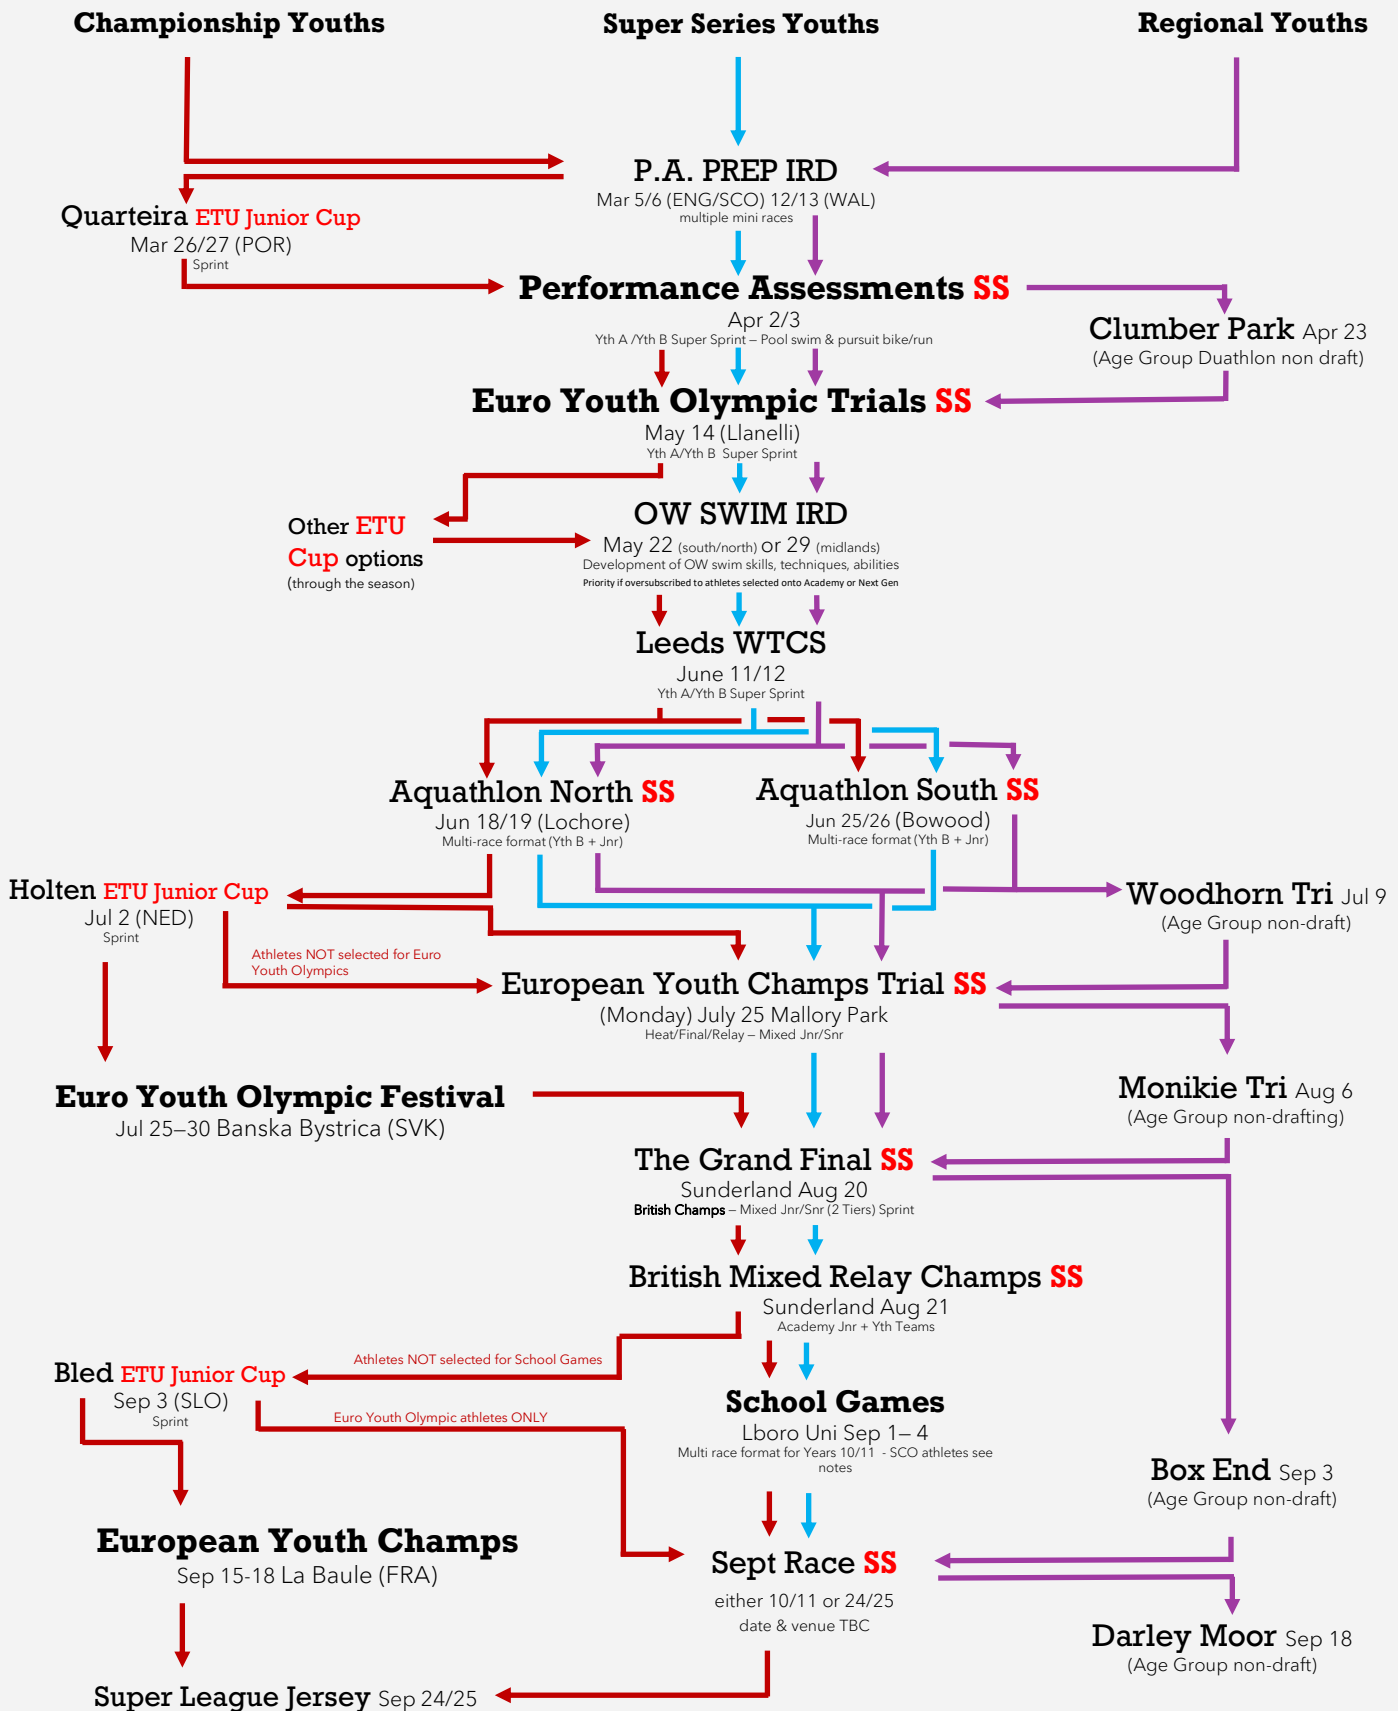 Championship Youths
Super Series Youths
Regional Youths
P.A. PREP IRD
Mar 5/6 (ENG/SCO) 12/13 (WAL)
multiple mini races
Quarteira ETU Junior Cup
Mar 26/27 (POR)
Sprint
Performance Assessments SS
Apr 2/3
Yth A /Yth B Super Sprint – Pool swim & pursuit bike/run
Clumber Park Apr 23
(Age Group Duathlon non draft)
Euro Youth Olympic Trials SS
May 14 (Llanelli)
Yth A/Yth B Super Sprint
Other ETU
Cup options
(through the season)
OW SWIM IRD
May 22 (south/north) or 29 (midlands)
Development of OW swim skills, techniques, abilities
Priority if oversubscribed to athletes selected onto Academy or Next Gen
Leeds WTCS
June 11/12
Yth A/Yth B Super Sprint
Aquathlon North SS
Jun 18/19 (Lochore)
Multi-race format (Yth B + Jnr)
Aquathlon South SS
Jun 25/26 (Bowood)
Multi-race format (Yth B + Jnr)
Holten ETU Junior Cup
Jul 2 (NED)
Sprint
Woodhorn Tri Jul 9
(Age Group non-draft)
Athletes NOT selected for Euro
Youth Olympics
European Youth Champs Trial SS
(Monday) July 25 Mallory Park
Heat/Final/Relay – Mixed Jnr/Snr
Euro Youth Olympic Festival
Jul 25–30 Banska Bystrica (SVK)
Monikie Tri Aug 6
(Age Group non-drafting)
The Grand Final SS
Sunderland Aug 20
British Champs – Mixed Jnr/Snr (2 Tiers) Sprint
British Mixed Relay Champs SS
Sunderland Aug 21
Academy Jnr + Yth Teams
Athletes NOT selected for School Games
Bled ETU Junior Cup
Sep 3 (SLO)
Sprint
Euro Youth Olympic athletes ONLY
School Games
Lboro Uni Sep 1– 4
Multi race format for Years 10/11 - SCO athletes see
notes
Box End Sep 3
(Age Group non-draft)
European Youth Champs
Sep 15-18 La Baule (FRA)
Sept Race SS
either 10/11 or 24/25
date & venue TBC
Darley Moor Sep 18
(Age Group non-draft)
Super League Jersey Sep 24/25